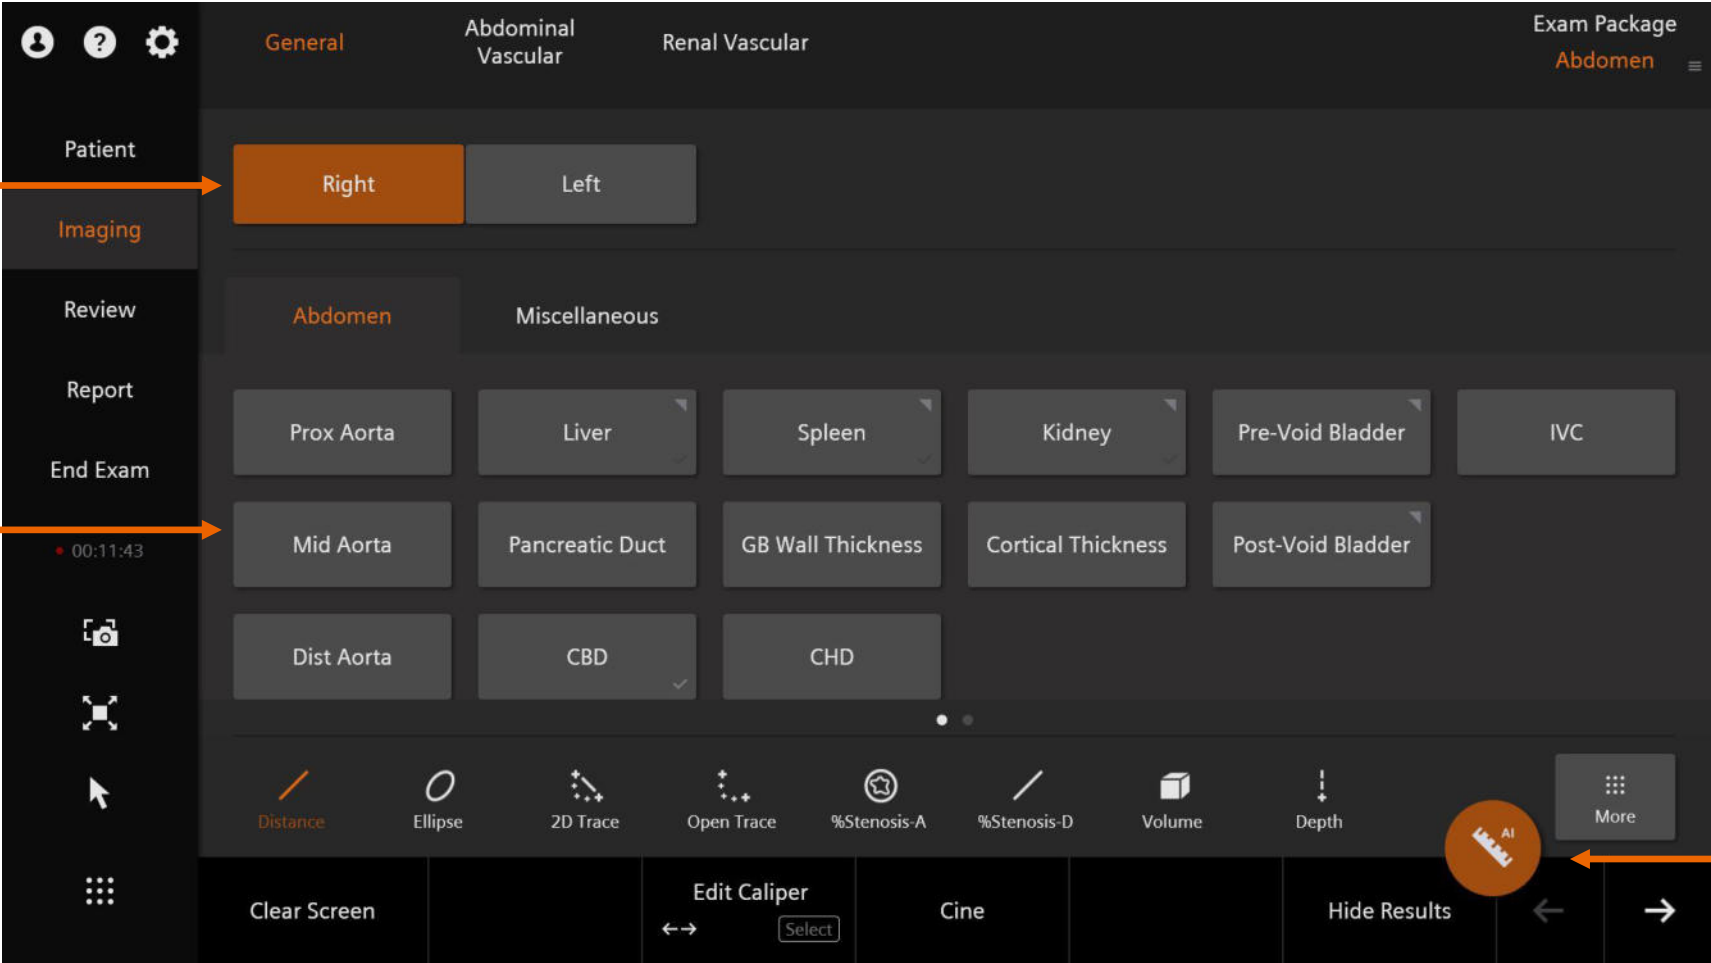 General
Abdominal
Vascular
Renal Vascular
Exam Package
Abdomen
Patient
Imaging
Review
Report
End Exam
00:11:43
Right
Left
Abdomen
Miscellaneous
Prox Aorta
Liver
Spleen
Kidney
Pre-Void Bladder
IVC
Mid Aorta
Pancreatic Duct
GB Wall Thickness
Cortical Thickness
Post-Void Bladder
Dist Aorta
CBD
CHD
Distance
Ellipse
2D Trace
Open Trace
%Stenosis-A
%Stenosis-D
Volume
Depth
AI
More
Clear Screen
Edit Caliper
Select
Cine
Hide Results